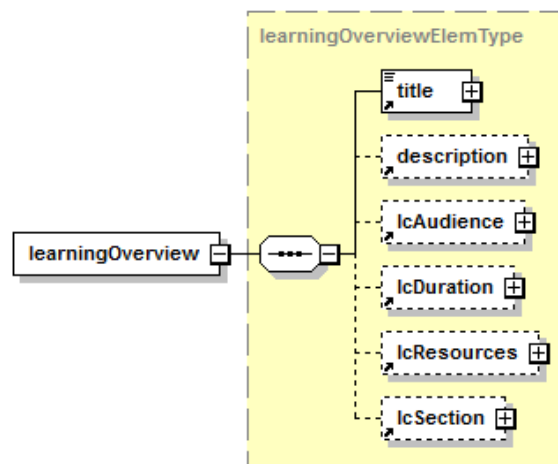 learningOverviewElemType
title
description
lcAudience
learningOverview
lcDuration
lcResources
lcSection